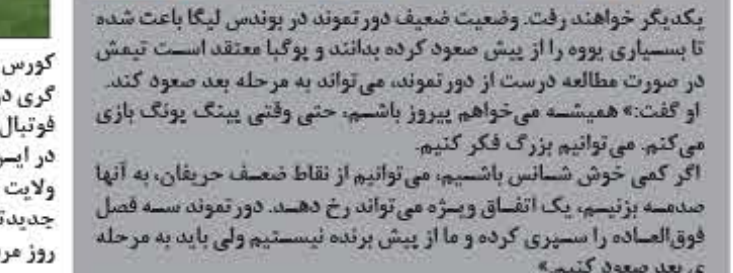 یکدیگر خواهند رفت. وضعیت ضعیف دورتموند در بوندس لیگا باعث شده
تا بسیاری یووه را از پیش صعود کرده بدانند و پوگبا معتقد است تیمش
در صورت مطالعه درست از دورتموند، می‌تواند به مرحله بعد صعود کند.
او گفت:» همیشه می‌خواهم پیروز باشم، حتی وقتی پینگ پونگ بازی
می‌کنم. می‌توانیم بزرگ فکر کنیم.
اگر کمی خوش شانس باشیم، می‌توانیم از نقاط ضعف حریفان، به آنها
صدمه بزنیم، یک اتفاق ویژه می‌تواند رخ دهد. دورتموند سه فصل
فوق‌العاده را سپری کرده و ما از پیش برنده نیستیم ولی باید به مرحله
ی بعد صعود کنیم.»
کورس
گری در
فوتبال
در این
ولایت
جدیدتر
روز مر